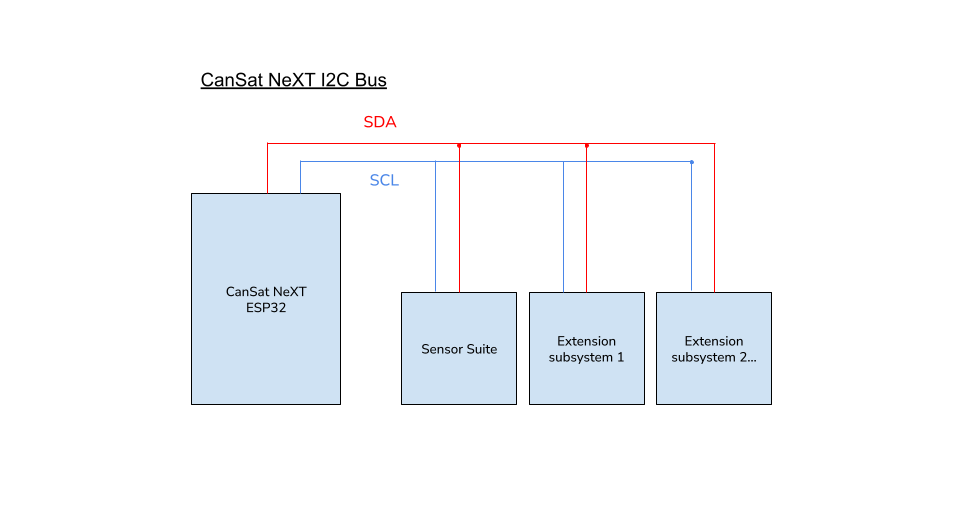 CanSat NeXT I2C Bus
SDA
SCL
CanSat NeXT
ESP32
Sensor Suite
Extension
subsystem 1
Extension
subsystem 2...